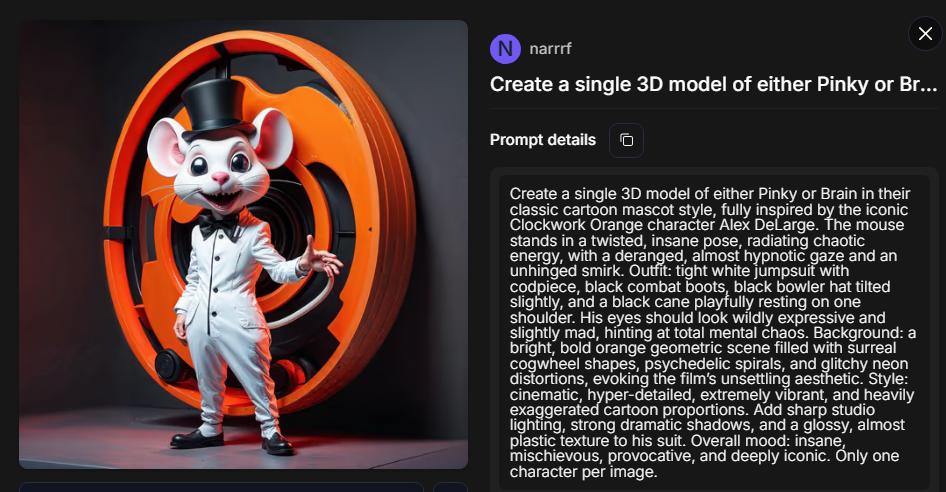 N narrrf
Create a single 3D model of either Pinky or Br...
Prompt details
Create a single 3D model of either Pinky or Brain in their
classic cartoon mascot style, fully inspired by the iconic
Clockwork Orange character Alex DeLarge. The mouse
stands in a twisted, insane pose, radiating chaotic
energy, with a deranged, almost hypnotic gaze and an
unhinged smirk. Outfit: tight white jumpsuit with
codpiece, black combat boots, black bowler hat tilted
slightly, and a black cane playfully resting on one
shoulder. His eyes should look wildly expressive and
slightly mad, hinting at total mental chaos. Background: a
bright, bold orange geometric scene filled with surreal
cogwheel shapes, psychedelic spirals, and glitchy neon
distortions, evoking the film's unsettling aesthetic. Style:
cinematic, hyper-detailed, extremely vibrant, and heavily
exaggerated cartoon proportions. Add sharp studio
lighting, strong dramatic shadows, and a glossy, almost
plastic texture to his suit. Overall mood: insane,
mischievous, provocative, and deeply iconic. Only one
character per image.